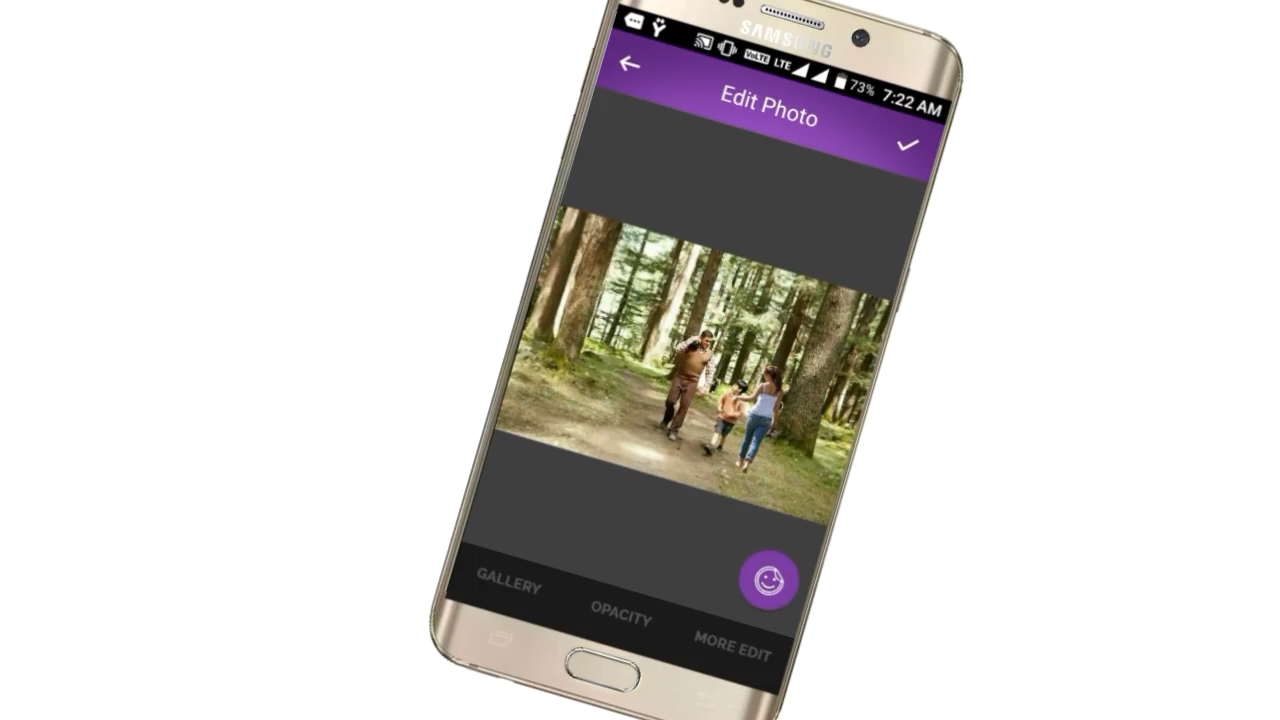 SAMSUNG
VoLTE LTE 73% 7:22 AM
Edit Photo
GALLERY OPACITY MORE EDIT